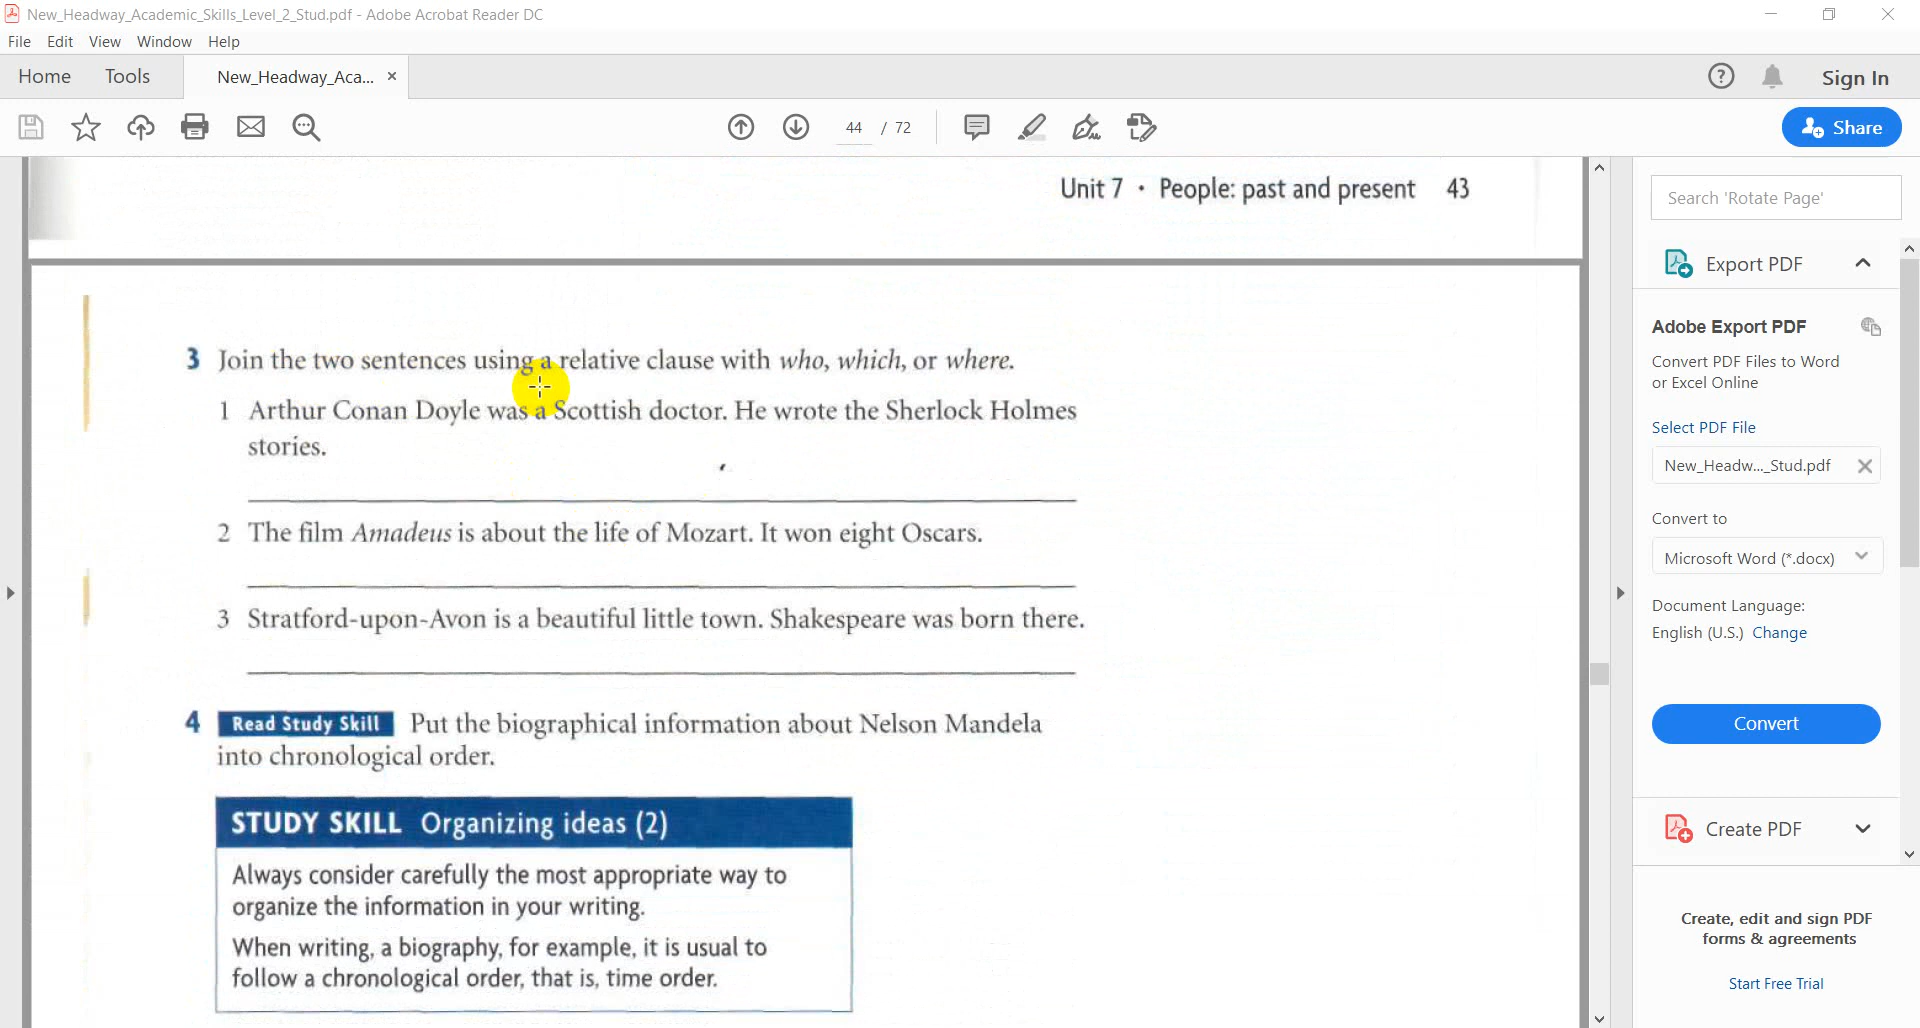 New_Headway_Academic_Skills_Level_2_Stud.pdf - Adobe Acrobat Reader DC
File Edit View Window Help
Home Tools New_Headway_Aca... × Sign In
44 / 72 Share
Unit 7 • People: past and present 43
3 Join the two sentences using a relative clause with who, which, or where.
1 Arthur Conan Doyle was a Scottish doctor. He wrote the Sherlock Holmes
stories.
2 The film Amadeus is about the life of Mozart. It won eight Oscars.
3 Stratford-upon-Avon is a beautiful little town. Shakespeare was born there.
4 Read Study Skill Put the biographical information about Nelson Mandela
into chronological order.
STUDY SKILL Organizing ideas (2)
Always consider carefully the most appropriate way to
organize the information in your writing.
When writing, a biography, for example, it is usual to
follow a chronological order, that is, time order.
Search 'Rotate Page'
Export PDF
Adobe Export PDF
Convert PDF Files to Word
or Excel Online
Select PDF File
New_Headw..._Stud.pdf
Convert to
Microsoft Word (*.docx)
Document Language:
English (U.S.) Change
Convert
Create PDF
Create, edit and sign PDF
forms & agreements
Start Free Trial